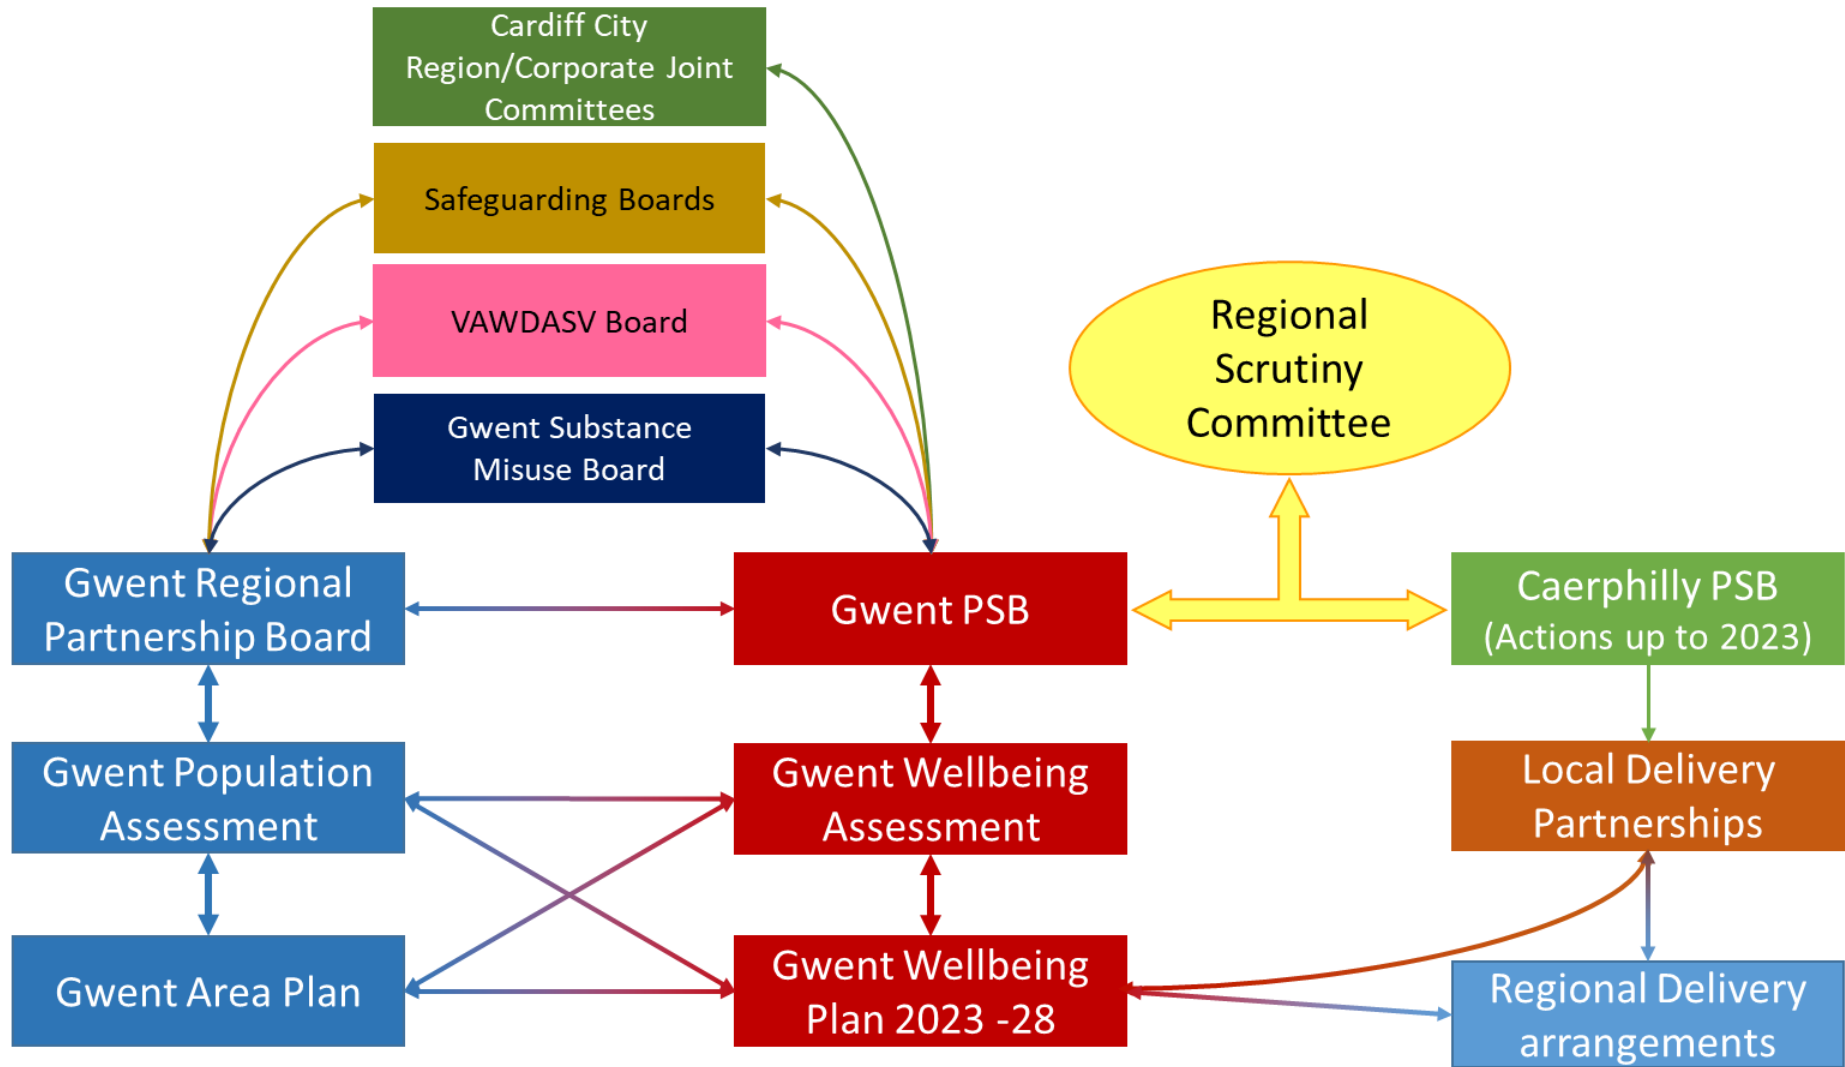 Cardiff City
Region/Corporate Joint
Committees
Safeguarding Boards
VAWDASV Board
Gwent Substance
Misuse Board
Regional
Scrutiny
Committee
Gwent Regional
Partnership Board
Gwent PSB
Caerphilly PSB
(Actions up to 2023)
Gwent Population
Assessment
Gwent Wellbeing
Assessment
Local Delivery
Partnerships
Gwent Area Plan
Gwent Wellbeing
Plan 2023 -28
Regional Delivery
arrangements